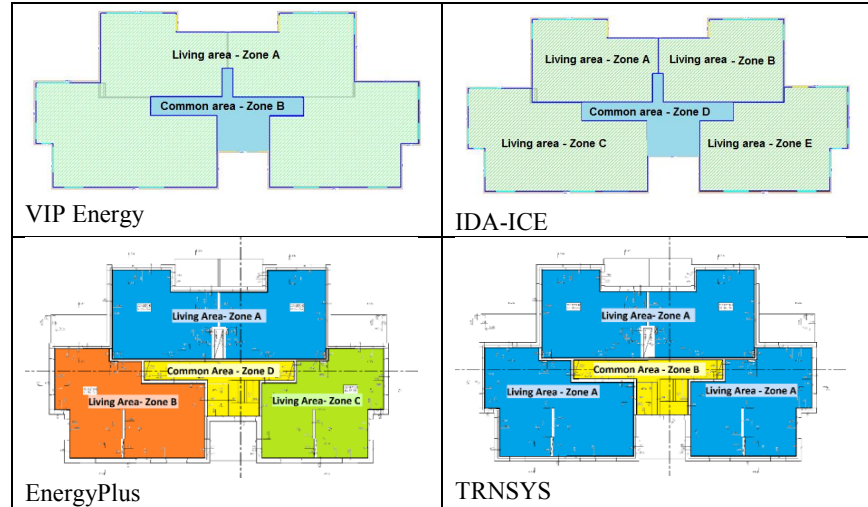 Living area - Zone A
Common area - Zone B
VIP Energy
Living area - Zone A
Living area - Zone B
Common area - Zone D
Living area - Zone C
Living area - Zone E
IDA-ICE
Living Area- Zone A
Common Area- Zone D
Living Area- Zone B
Living Area- Zone C
EnergyPlus
Living Area- Zone A
Common Area- Zone B
Living Area- Zone A
Living Area- Zone A
TRNSYS